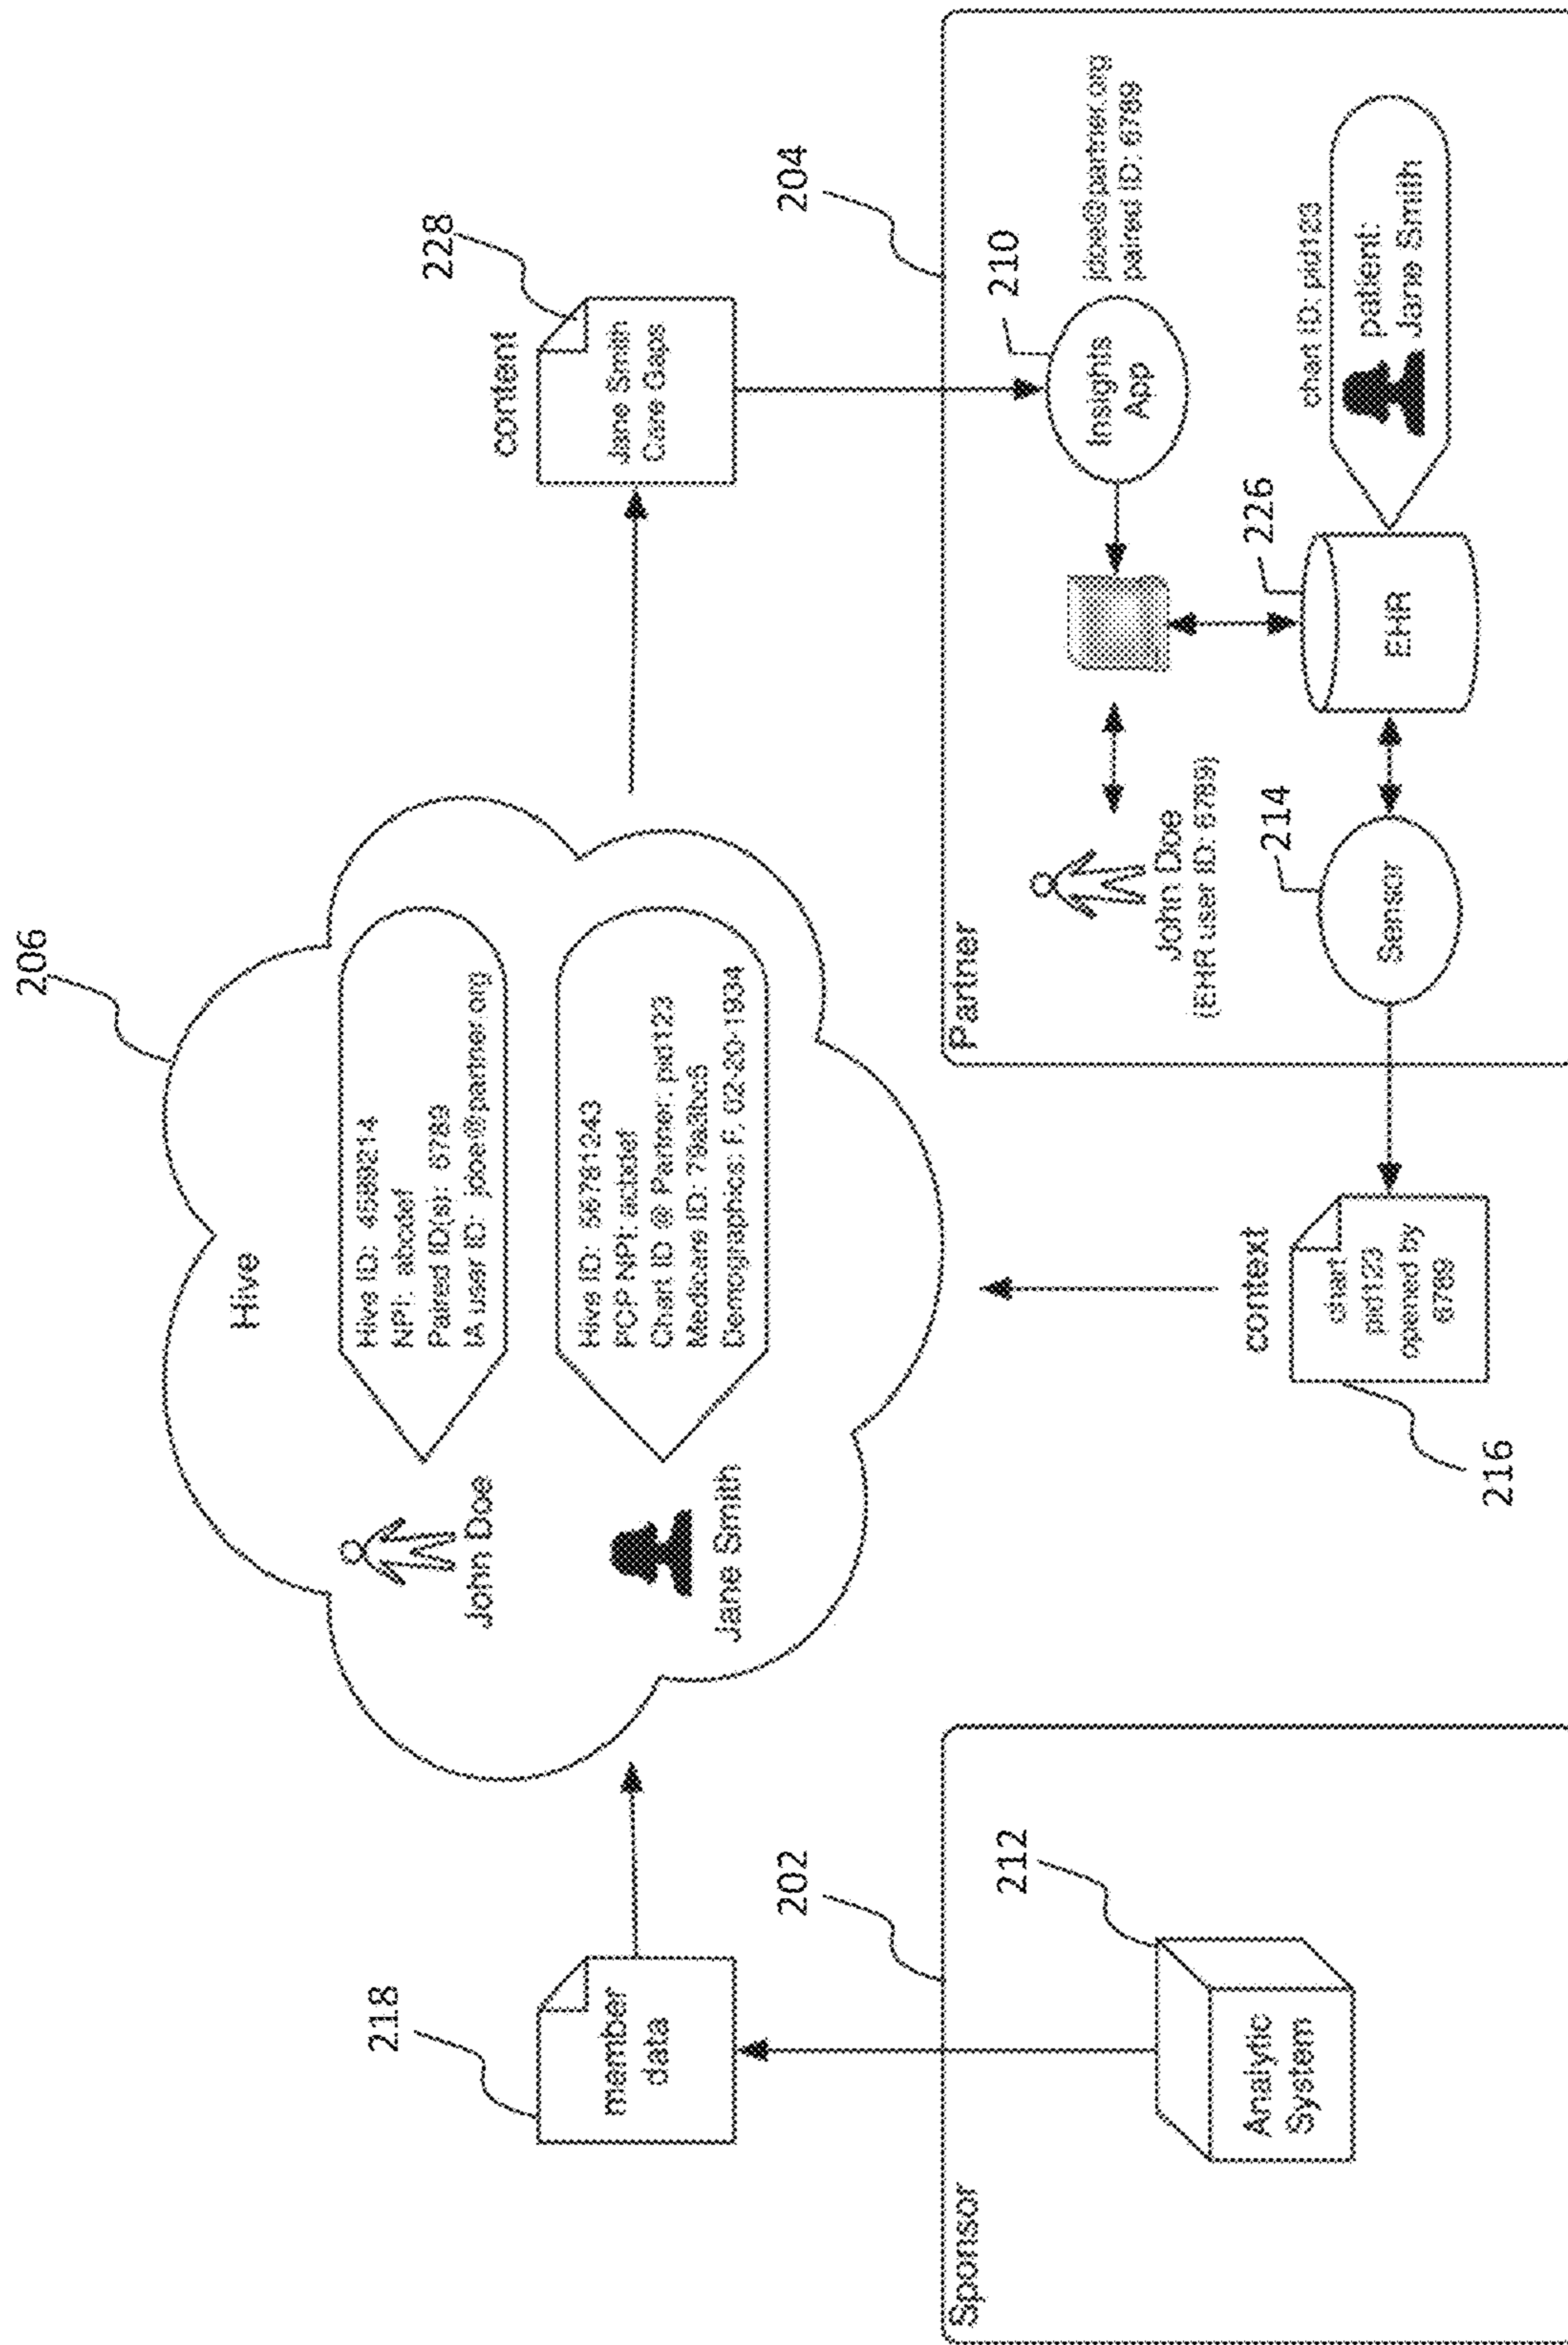 206
Hive
John Doe
Hive ID: 4589214
NPI: abcdef
Paired ID(s): 6789
IA user ID: jdoe@partner.org
Jane Smith
Hive ID: 56781243
PCP NPI: acbdef
Chart ID @ Partner: pid123
Medicare ID: 79a8bc6
Demographics: F, 02-20-1934
218
member
data
content
228
Jane Smith
Care Gaps
202
Sponsor
212
Analytic
System
context
216
chart
pid123
opened by
6789
204
Partner
210
Insights
App
jdoe@partner.org
paired ID: 6789
John Doe
(EHR user ID: 6789)
214
Sensor
226
EHR
chart ID: pid123
patient:
Jane Smith